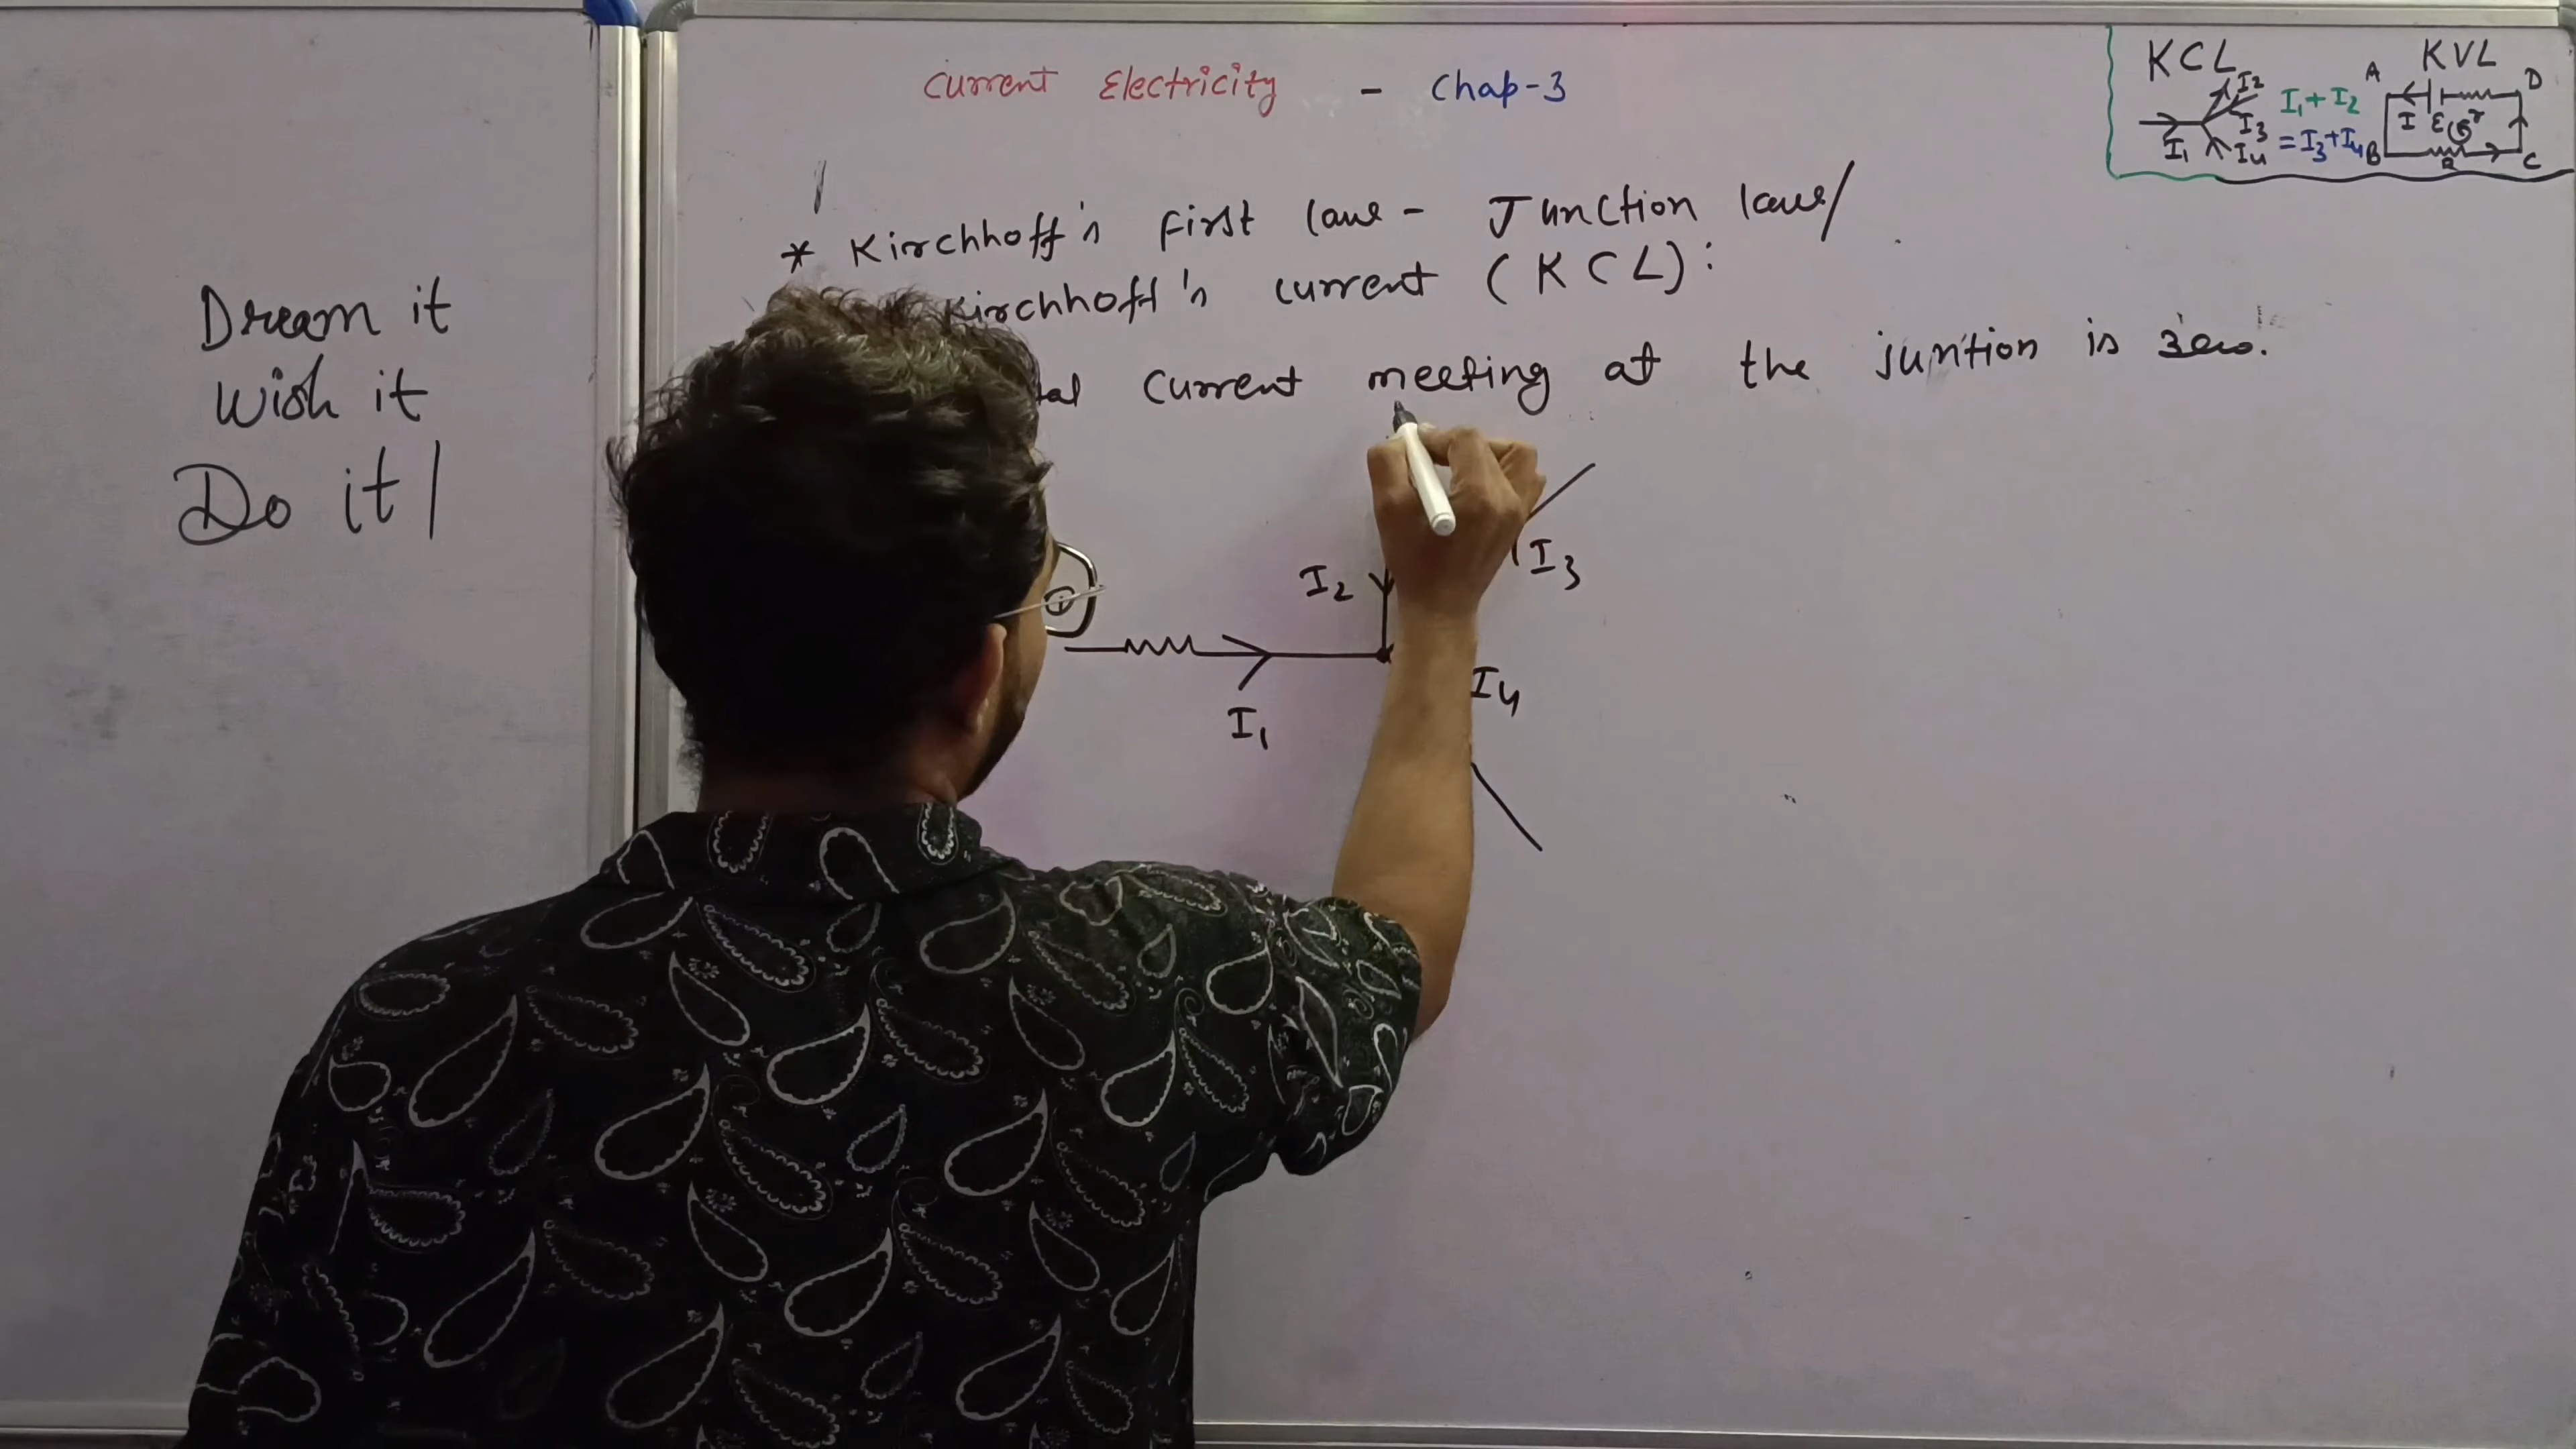 Dream it
Wish it
Do it
Current Electricity - Chap-3
* Kirchhoff's first law - Junction law/
Kirchhoff's current (KCL):
current meeting at the juntion is zero.
I2
I3
I1
I4
KCL
I2
I1 + I2
I3
= I3 + I4
I1
I4
KVL
A
D
I
E
r
B
R
C